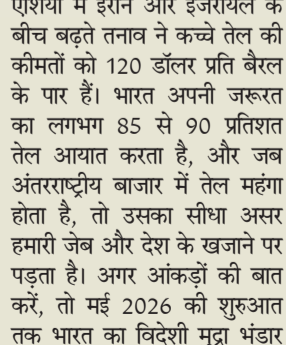 एशिया में ईरान और इजरायल के
बीच बढ़ते तनाव ने कच्चे तेल की
कीमतों को 120 डॉलर प्रति बैरल
के पार हैं। भारत अपनी जरूरत
का लगभग 85 से 90 प्रतिशत
तेल आयात करता है, और जब
अंतरराष्ट्रीय बाजार में तेल महंगा
होता है, तो उसका सीधा असर
हमारी जेब और देश के खजाने पर
पड़ता है। अगर आंकड़ों की बात
करें, तो मई 2026 की शुरुआत
तक भारत का विदेशी मुद्रा भंडार